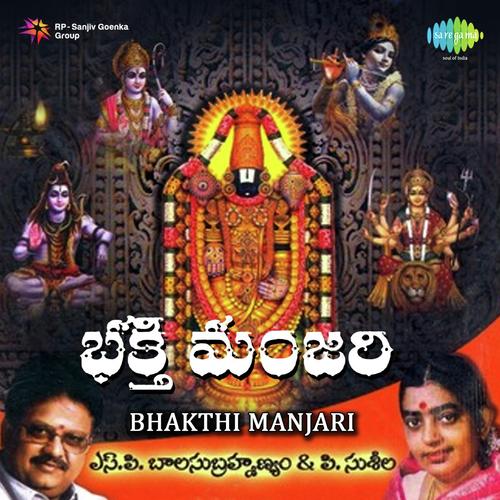 RP - Sanjiv Goenka
Group
saregama
soul of India
భక్తి మంజరి
BHAKTHI MANJARI
ఎస్.పి. బాలసుబ్రహ్మణ్యం & పి. సుశీల